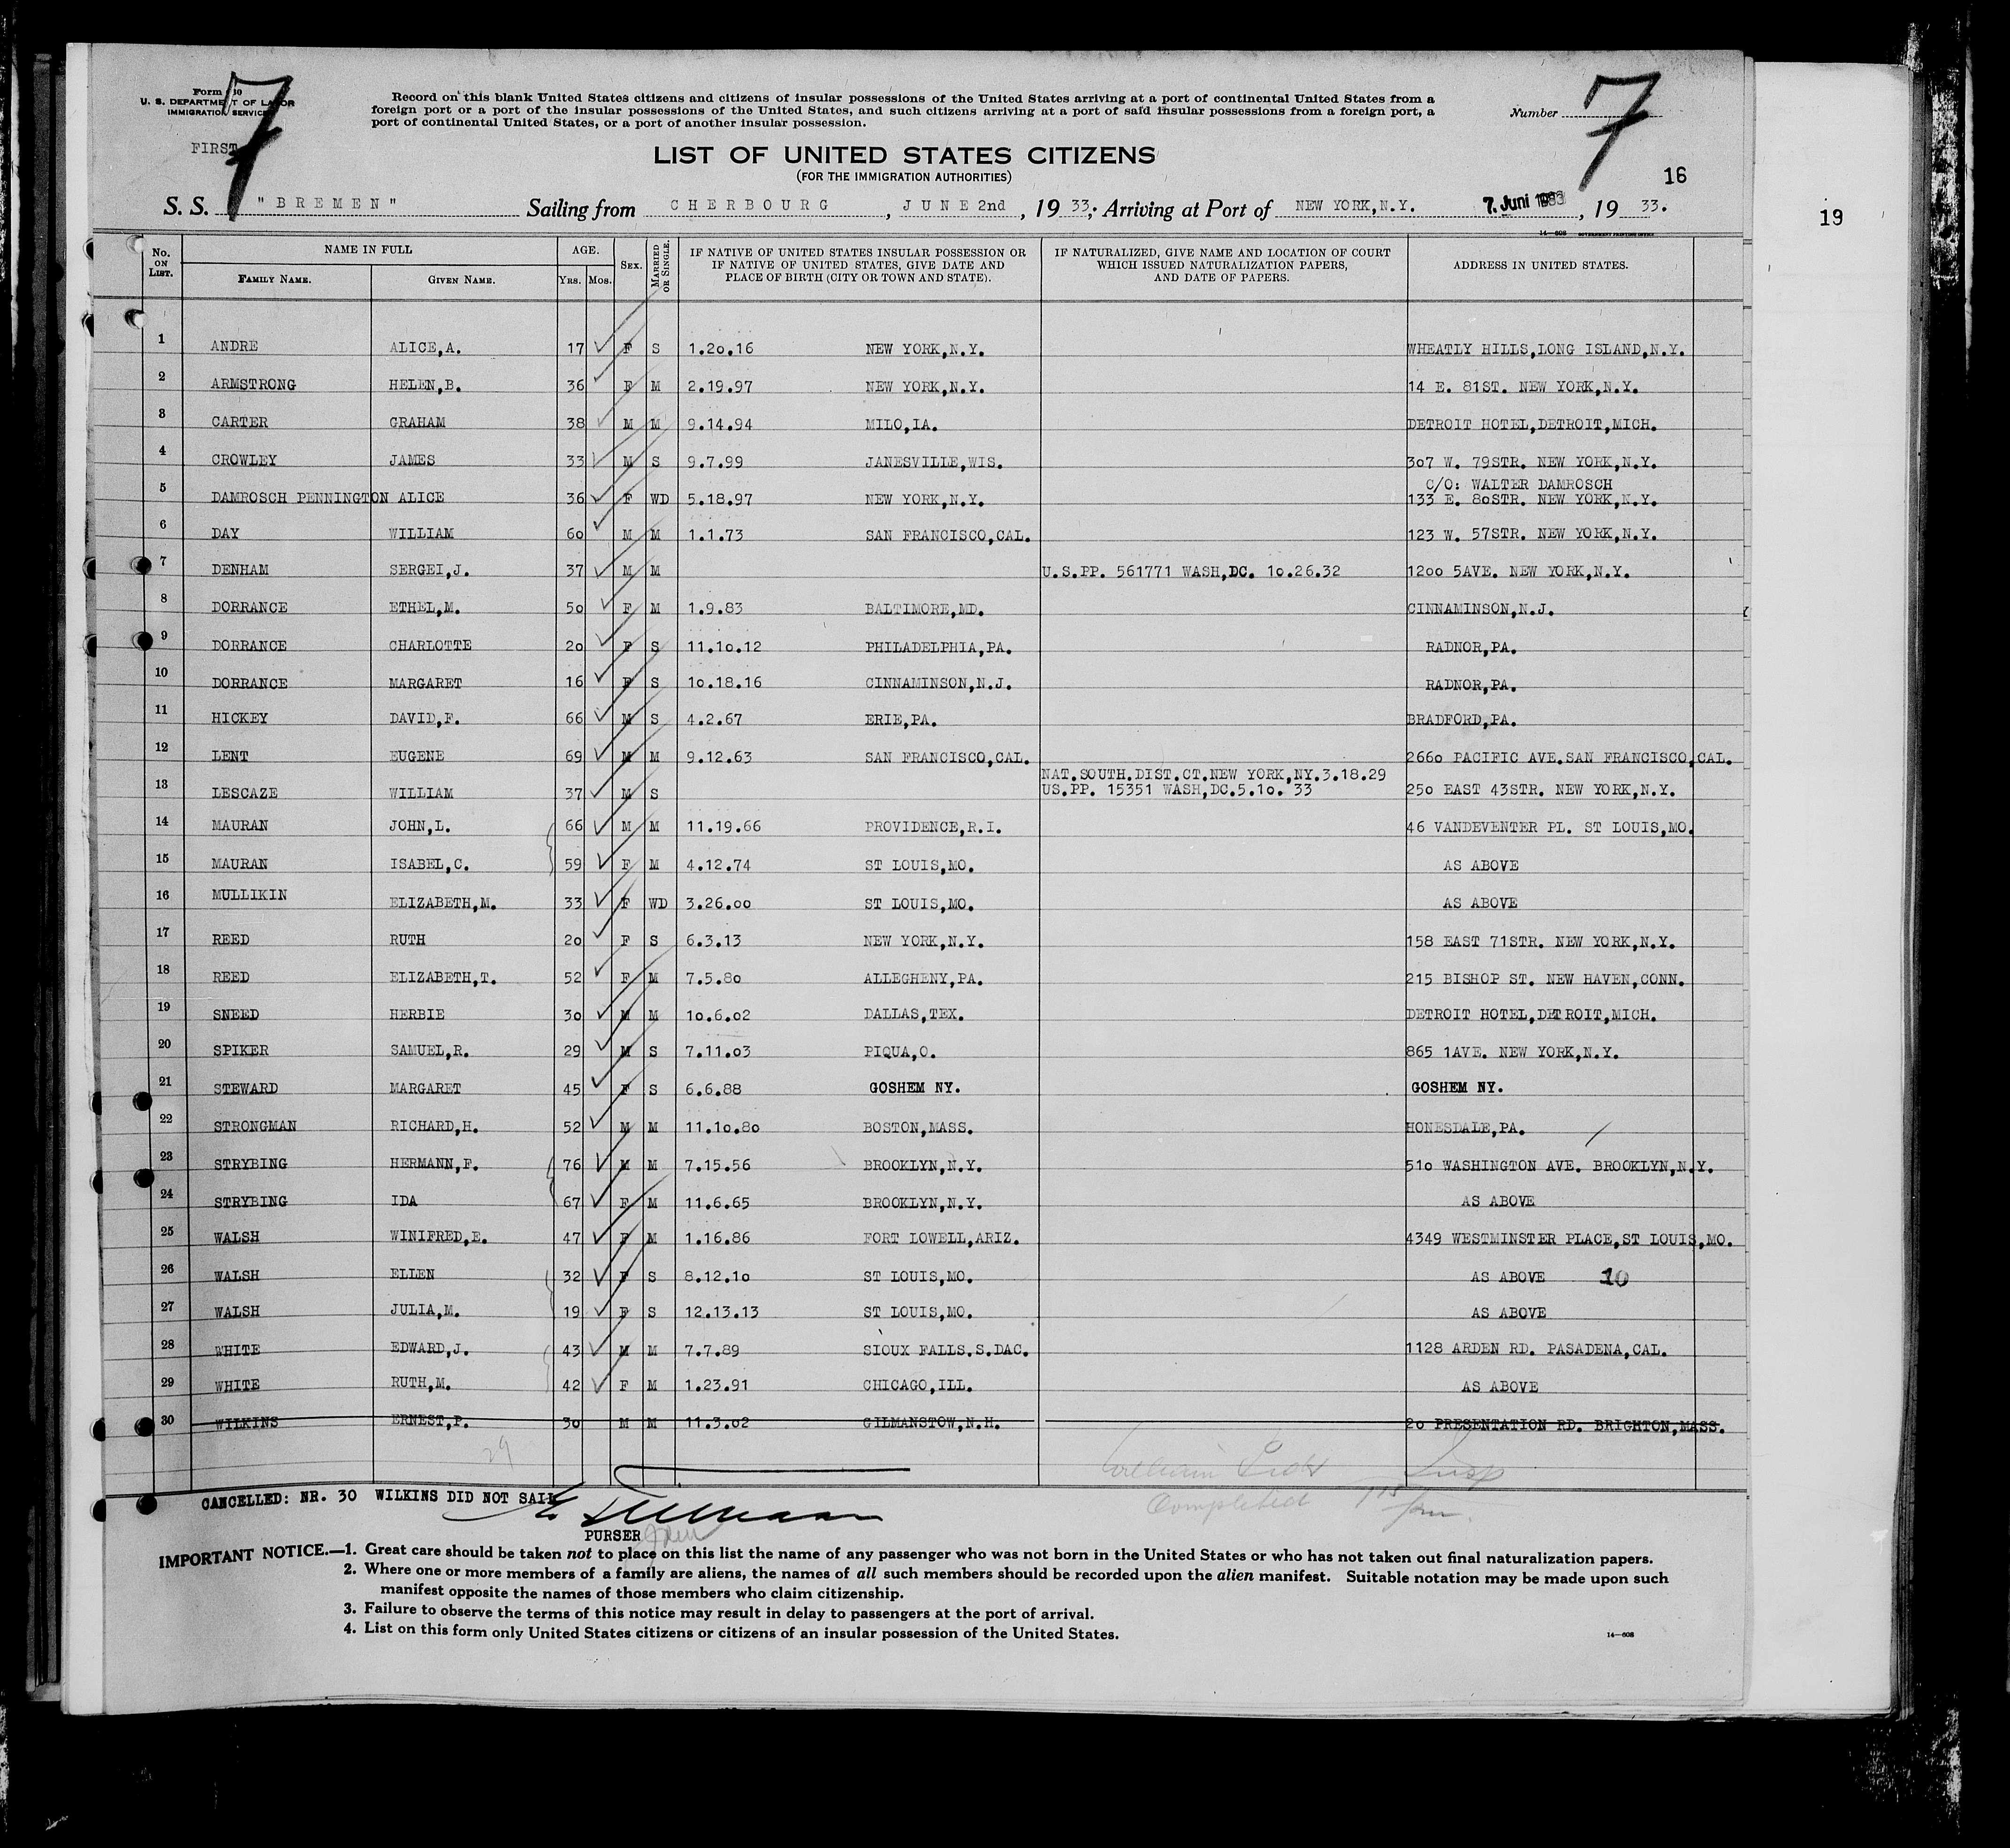 Form 630
U. S. DEPARTMENT OF LABOR
IMMIGRATION SERVICE
FIRST
7
Record on this blank United States citizens and citizens of insular possessions of the United States arriving at a port of continental United States from a
foreign port or a port of the insular possessions of the United States, and such citizens arriving at a port of said insular possessions from a foreign port, a
port of continental United States, or a port of another insular possession.
Number 7
LIST OF UNITED STATES CITIZENS
(FOR THE IMMIGRATION AUTHORITIES)
16
19
S. S. "BREMEN" Sailing from CHERBOURG, JUNE 2nd, 1933; Arriving at Port of NEW YORK,N.Y. 7. Juni 1933, 1933.
14—608 GOVERNMENT PRINTING OFFICE
No. ON LIST. NAME IN FULL FAMILY NAME. GIVEN NAME. AGE. YRS. MOS. SEX. MARRIED OR SINGLE. IF NATIVE OF UNITED STATES INSULAR POSSESSION OR IF NATIVE OF UNITED STATES, GIVE DATE AND PLACE OF BIRTH (CITY OR TOWN AND STATE). IF NATURALIZED, GIVE NAME AND LOCATION OF COURT WHICH ISSUED NATURALIZATION PAPERS, AND DATE OF PAPERS. ADDRESS IN UNITED STATES.
1 ANDRE ALICE,A. 17 F S 1.20.16 NEW YORK,N.Y. WHEATLY HILLS,LONG ISLAND,N.Y.
2 ARMSTRONG HELEN,B. 36 F M 2.19.97 NEW YORK,N.Y. 14 E. 81ST. NEW YORK,N.Y.
3 CARTER GRAHAM 38 M M 9.14.94 MILO,IA. DETROIT HOTEL,DETROIT,MICH.
4 CROWLEY JAMES 33 M S 9.7.99 JANESVILLE,WIS. 307 W. 79STR. NEW YORK,N.Y.
C/O: WALTER DAMROSCH
5 DAMROSCH PENNINGTON ALICE 36 F WD 5.18.97 NEW YORK,N.Y. 133 E. 80STR. NEW YORK,N.Y.
6 DAY WILLIAM 60 M M 1.1.73 SAN FRANCISCO,CAL. 123 W. 57STR. NEW YORK,N.Y.
7 DENHAM SERGEI,J. 37 M M U.S.PP. 561771 WASH,DC. 10.26.32 1200 5AVE. NEW YORK,N.Y.
8 DORRANCE ETHEL,M. 50 F M 1.9.83 BALTIMORE,MD. CINNAMINSON,N.J.
9 DORRANCE CHARLOTTE 20 F S 11.10.12 PHILADELPHIA,PA. RADNOR,PA.
10 DORRANCE MARGARET 16 F S 10.18.16 CINNAMINSON,N.J. RADNOR,PA.
11 HICKEY DAVID,F. 66 M S 4.2.67 ERIE,PA. BRADFORD,PA.
12 LENT EUGENE 69 M M 9.12.63 SAN FRANCISCO,CAL. 2660 PACIFIC AVE.SAN FRANCISCO,CAL.
NAT.SOUTH.DIST.CT.NEW YORK,NY.3.18.29
13 LESCAZE WILLIAM 37 M S US.PP. 15351 WASH,DC.5.10.33 250 EAST 43STR. NEW YORK,N.Y.
14 MAURAN JOHN,L. 66 M M 11.19.66 PROVIDENCE,R.I. 46 VANDEVENTER PL. ST LOUIS,MO.
15 MAURAN ISABEL,C. 59 F M 4.12.74 ST LOUIS,MO. AS ABOVE
16 MULLIKIN ELIZABETH,M. 33 F WD 3.26.00 ST LOUIS,MO. AS ABOVE
17 REED RUTH 20 F S 6.3.13 NEW YORK,N.Y. 158 EAST 71STR. NEW YORK,N.Y.
18 REED ELIZABETH,T. 52 F M 7.5.80 ALLEGHENY,PA. 215 BISHOP ST. NEW HAVEN,CONN.
19 SNEED HERBIE 30 M M 10.6.02 DALLAS,TEX. DETROIT HOTEL,DETROIT,MICH.
20 SPIKER SAMUEL,R. 29 M S 7.11.03 PIQUA,O. 865 1AVE. NEW YORK,N.Y.
21 STEWARD MARGARET 45 F S 6.6.88 GOSHEM NY. GOSHEM NY.
22 STRONGMAN RICHARD,H. 52 M M 11.10.80 BOSTON,MASS. HONESDALE,PA.
23 STRYBING HERMANN,F. 76 M M 7.15.56 BROOKLYN,N.Y. 510 WASHINGTON AVE. BROOKLYN,N.Y.
24 STRYBING IDA 67 F M 11.6.65 BROOKLYN,N.Y. AS ABOVE
25 WALSH WINIFRED,E. 47 F M 1.16.86 FORT LOWELL,ARIZ. 4349 WESTMINSTER PLACE,ST LOUIS,MO.
26 WALSH ELLEN 32 F S 8.12.10 ST LOUIS,MO. AS ABOVE 10
27 WALSH JULIA,M. 19 F S 12.13.13 ST LOUIS,MO. AS ABOVE
28 WHITE EDWARD,J. 43 M M 7.7.89 SIOUX FALLS.S.DAC. 1128 ARDEN RD. PASADENA,CAL.
29 WHITE RUTH,M. 42 F M 1.23.91 CHICAGO,ILL. AS ABOVE
30 WILKINS ERNEST,P. 30 M M 11.3.02 GILMANSTOW,N.H. 20 PRESENTATION RD. BRIGHTON,MASS.
29
William Insp
Completed
CANCELLED: NR. 30 WILKINS DID NOT SAIL
PURSER
IMPORTANT NOTICE.—1. Great care should be taken not to place on this list the name of any passenger who was not born in the United States or who has not taken out final naturalization papers.
2. Where one or more members of a family are aliens, the names of all such members should be recorded upon the alien manifest. Suitable notation may be made upon such
manifest opposite the names of those members who claim citizenship.
3. Failure to observe the terms of this notice may result in delay to passengers at the port of arrival.
4. List on this form only United States citizens or citizens of an insular possession of the United States.
14—608